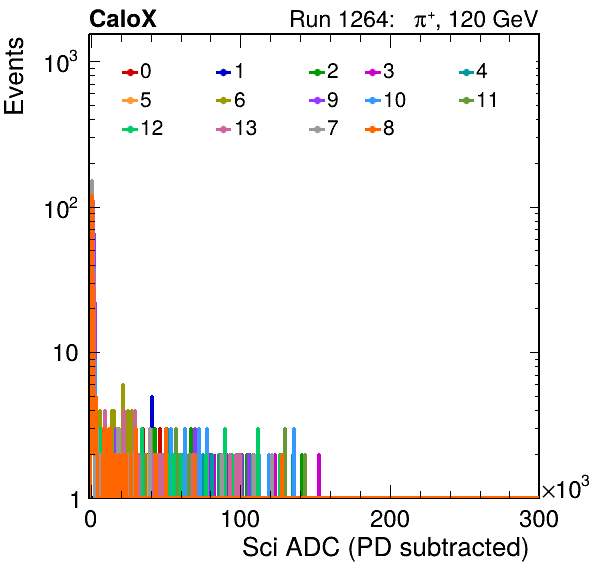 CaloX Run 1264: π⁺, 120 GeV
Events
10³
0 1 2 3 4
5 6 9 10 11
12 13 7 8
10²
10
1
0 100 200 300
×10³
Sci ADC (PD subtracted)